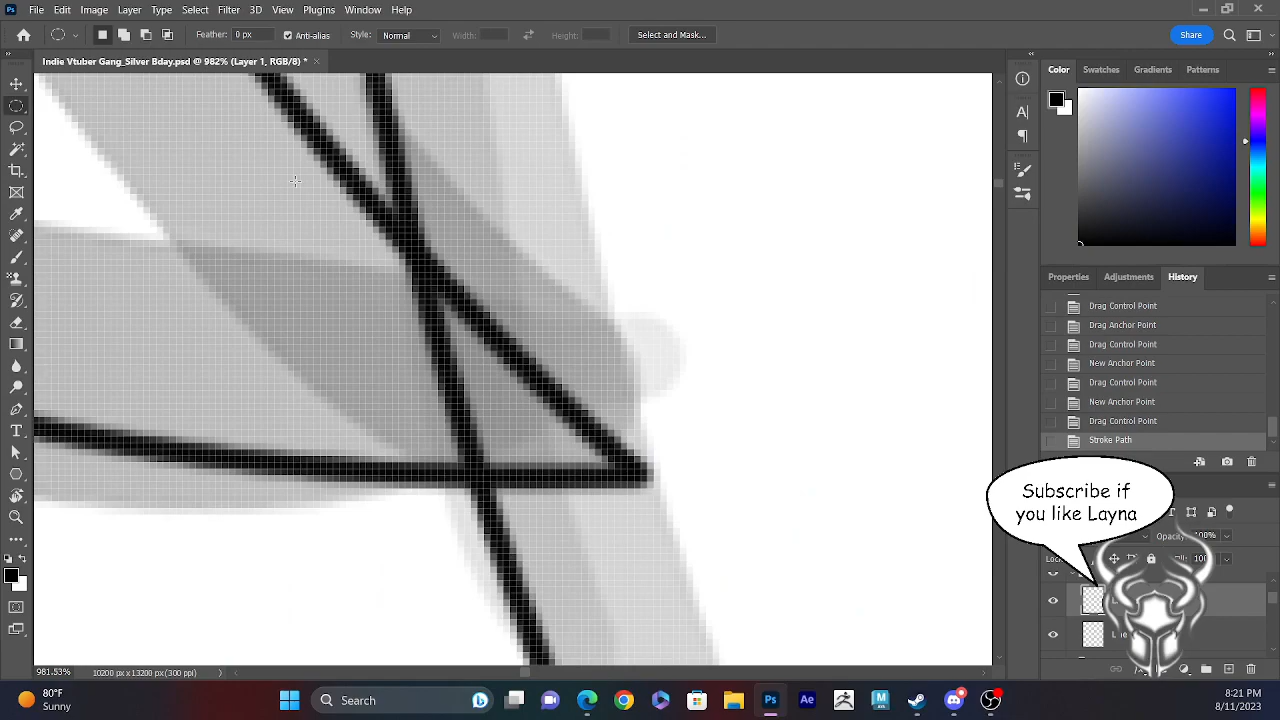 File Edit Image Layer Type Select Filter 3D View Plugins Window Help
Feather: 0 px Anti-alias Style: Normal Width: Height: Select and Mask... Share
Indie Vtuber Gang_Silver Bday.psd @ 982% (Layer 1, RGB/8) *
Color Swatches Gradients Patterns
Properties Adjustments History
Drag Control Point
Drag Anchor Point
Drag Control Point
New Anchor Point
Drag Control Point
New Anchor Point
Drag Control Point
Stroke Path
Subscribe if
you like Layna
981.53% 10200 px x 13200 px (300 ppi)
80°F
Sunny
Search
8:21 PM
8/11/2023